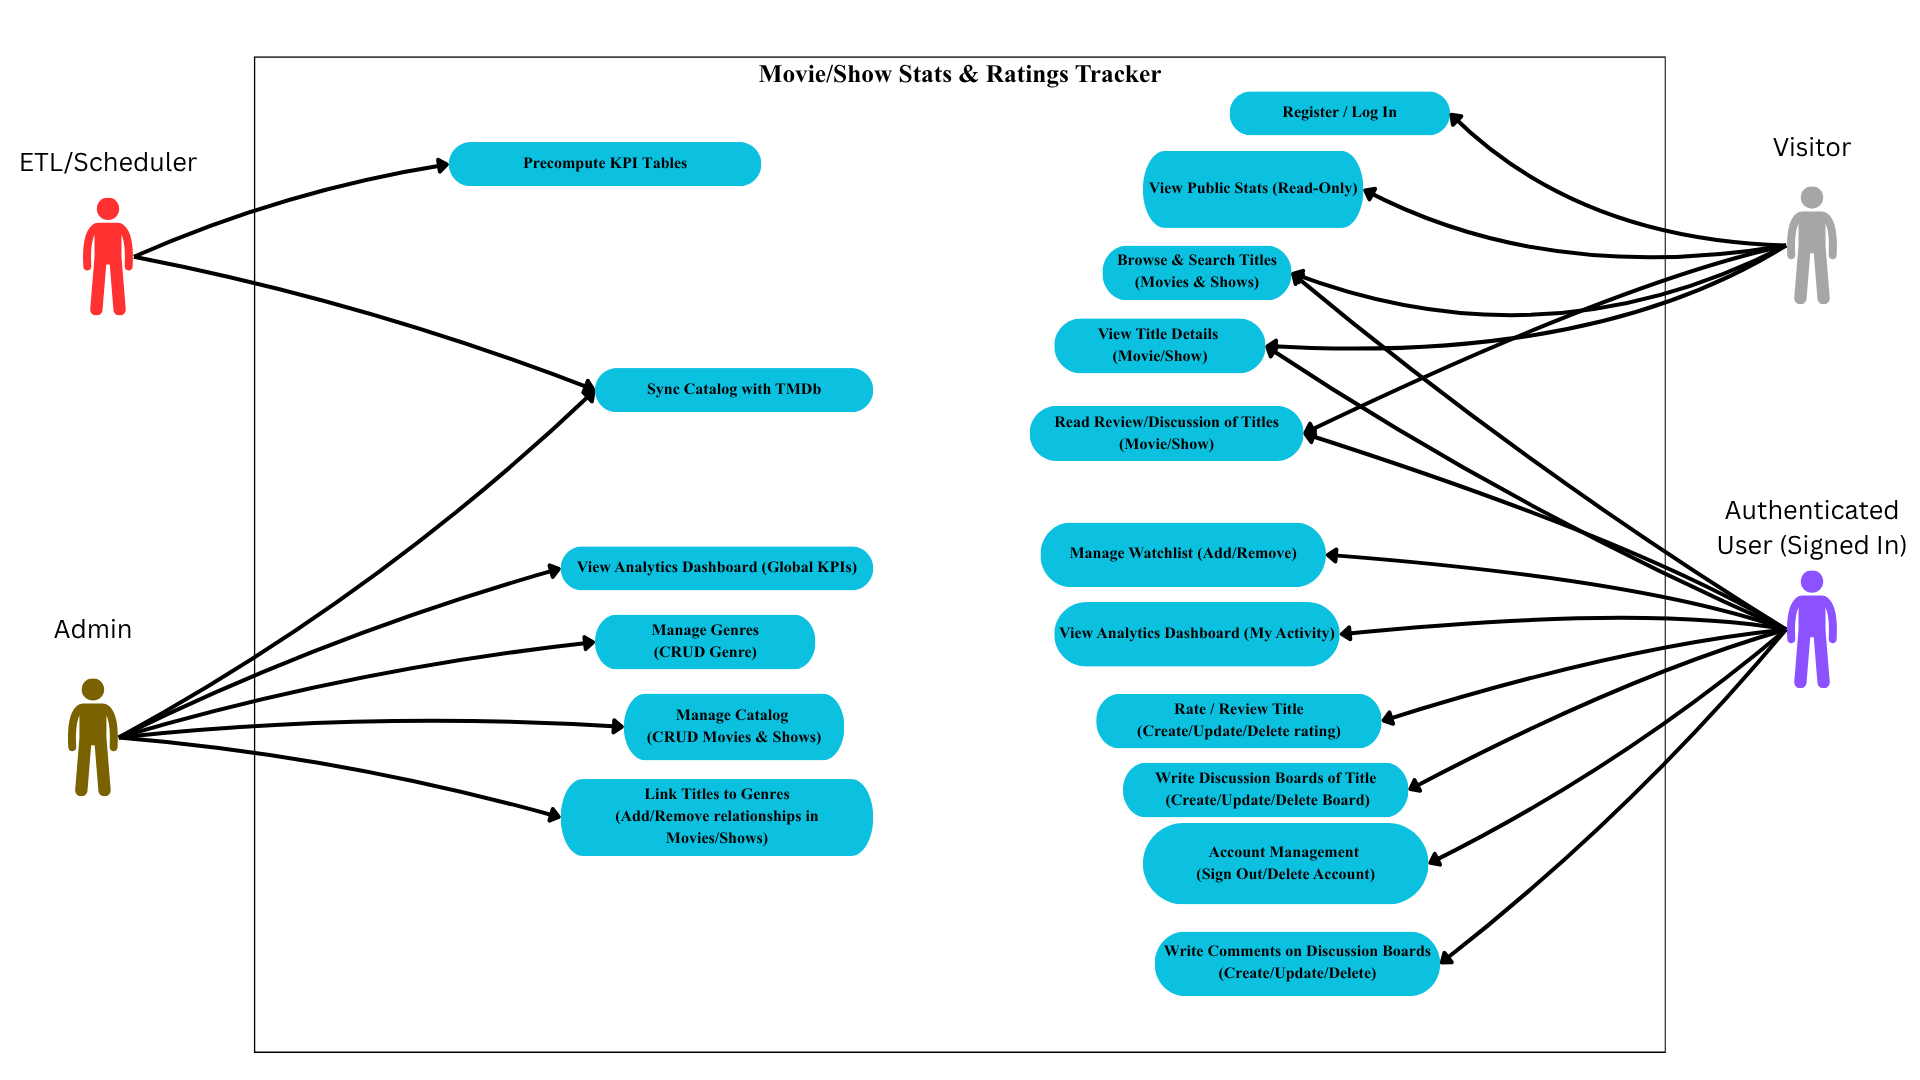 Movie/Show Stats & Ratings Tracker
ETL/Scheduler
Precompute KPI Tables
Sync Catalog with TMDb
Admin
View Analytics Dashboard (Global KPIs)
Manage Genres
(CRUD Genre)
Manage Catalog
(CRUD Movies & Shows)
Link Titles to Genres
(Add/Remove relationships in
Movies/Shows)
Visitor
Register / Log In
View Public Stats (Read-Only)
Browse & Search Titles
(Movies & Shows)
View Title Details
(Movie/Show)
Read Review/Discussion of Titles
(Movie/Show)
Authenticated
User (Signed In)
Manage Watchlist (Add/Remove)
View Analytics Dashboard (My Activity)
Rate / Review Title
(Create/Update/Delete rating)
Write Discussion Boards of Title
(Create/Update/Delete Board)
Account Management
(Sign Out/Delete Account)
Write Comments on Discussion Boards
(Create/Update/Delete)